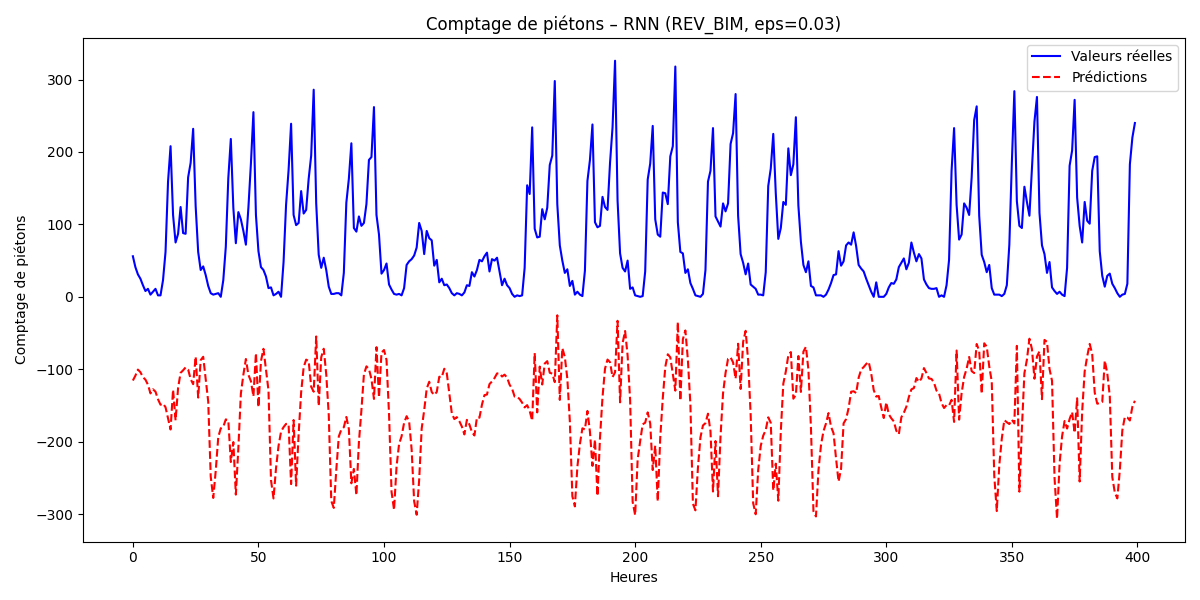 Comptage de piétons – RNN (REV_BIM, eps=0.03)
Valeurs réelles
Prédictions
Comptage de piétons
300
200
100
0
−100
−200
−300
0 50 100 150 200 250 300 350 400
Heures